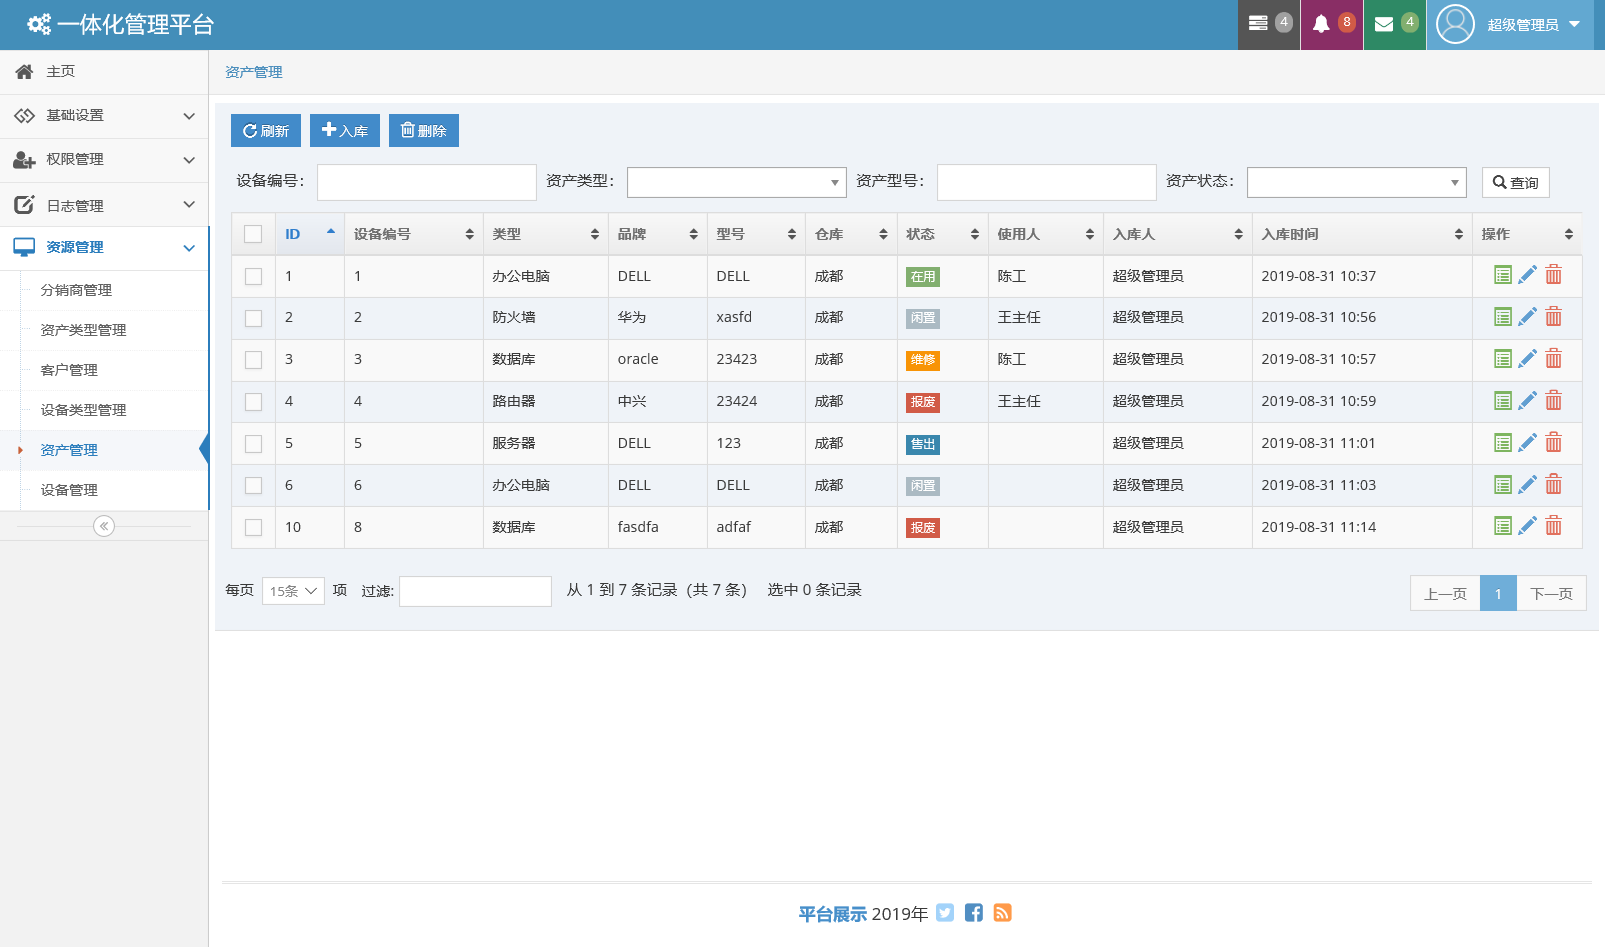 一体化管理平台
4
8
4
超级管理员
主页
基础设置
权限管理
日志管理
资源管理
分销商管理
资产类型管理
客户管理
设备类型管理
资产管理
设备管理
资产管理
刷新 入库 删除
设备编号： 资产类型： 资产型号： 资产状态： 查询
ID 设备编号 类型 品牌 型号 仓库 状态 使用人 入库人 入库时间 操作
1 1 办公电脑 DELL DELL 成都 在用 陈工 超级管理员 2019-08-31 10:37
2 2 防火墙 华为 xasfd 成都 闲置 王主任 超级管理员 2019-08-31 10:56
3 3 数据库 oracle 23423 成都 维修 陈工 超级管理员 2019-08-31 10:57
4 4 路由器 中兴 23424 成都 报废 王主任 超级管理员 2019-08-31 10:59
5 5 服务器 DELL 123 成都 售出 超级管理员 2019-08-31 11:01
6 6 办公电脑 DELL DELL 成都 闲置 超级管理员 2019-08-31 11:03
10 8 数据库 fasdfa adfaf 成都 报废 超级管理员 2019-08-31 11:14
每页 15条 项 过滤: 从 1 到 7 条记录（共 7 条） 选中 0 条记录 上一页 1 下一页
平台展示 2019年